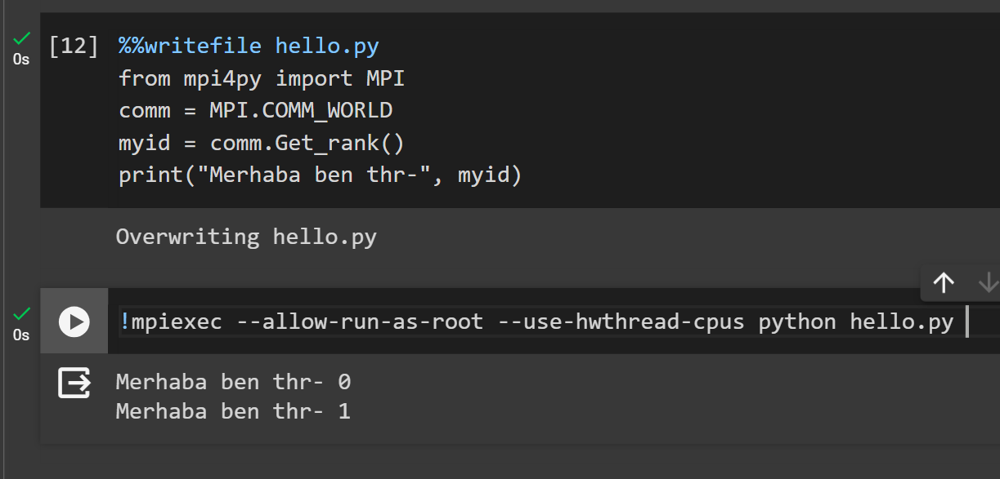 0s
[12]
%%writefile hello.py
from mpi4py import MPI
comm = MPI.COMM_WORLD
myid = comm.Get_rank()
print("Merhaba ben thr-", myid)
Overwriting hello.py
0s
!mpiexec --allow-run-as-root --use-hwthread-cpus python hello.py
Merhaba ben thr- 0
Merhaba ben thr- 1